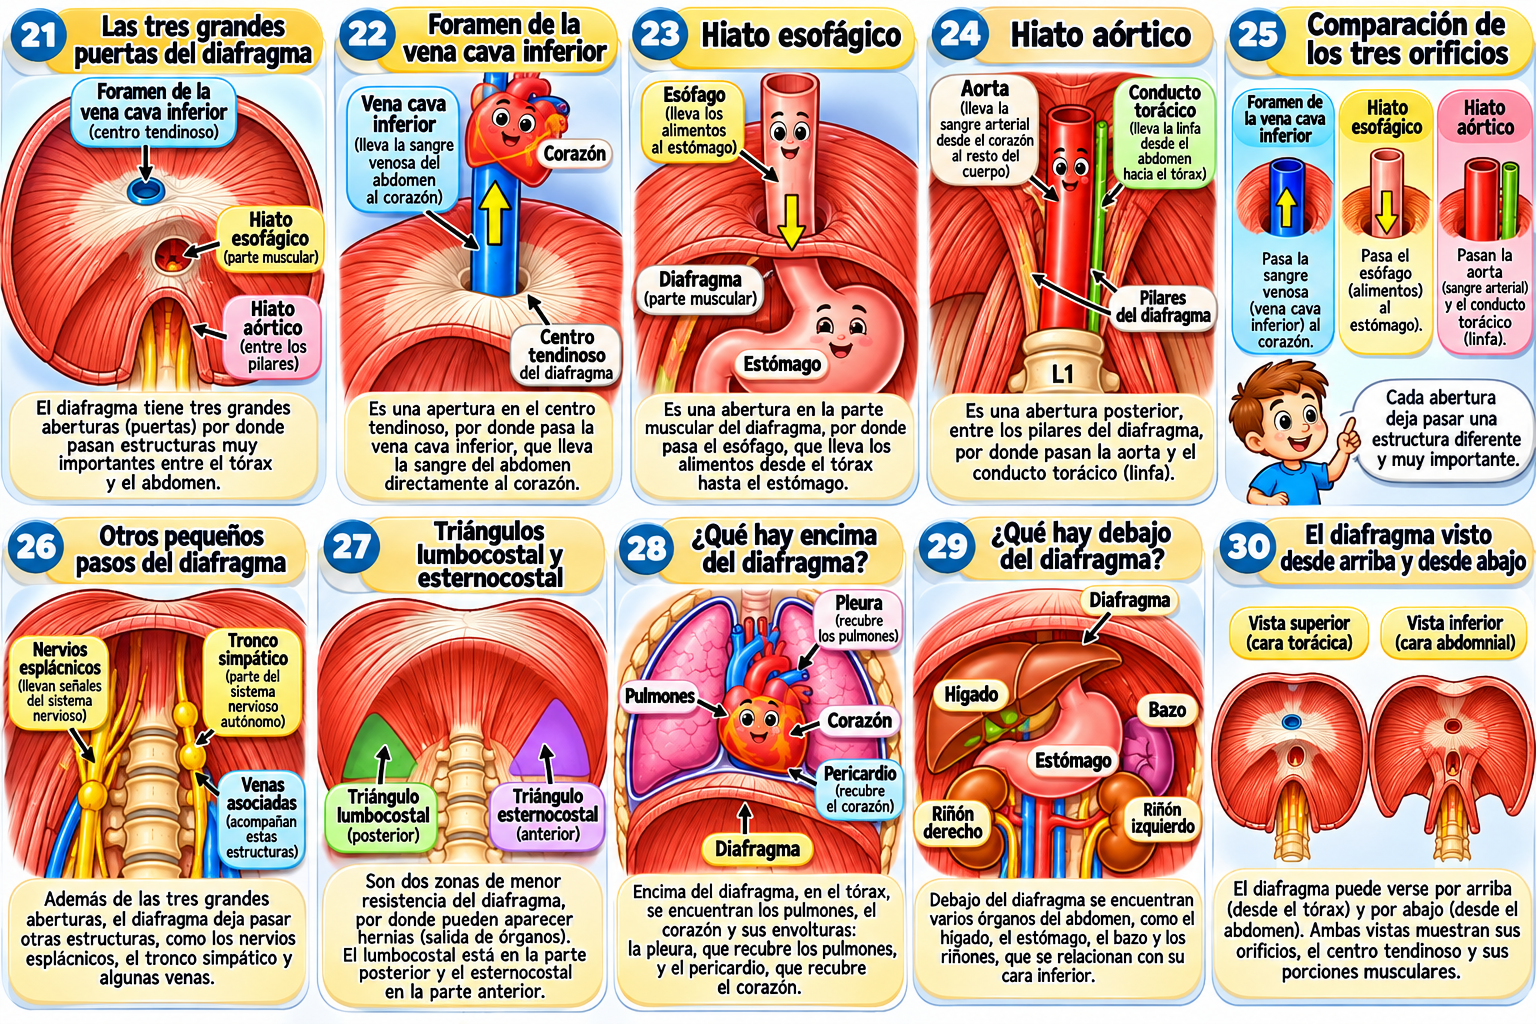 21
Las tres grandes
puertas del diafragma
Foramen de la
vena cava inferior
(centro tendinoso)
Hiato
esofágico
(parte muscular)
Hiato
aórtico
(entre los
pilares)
El diafragma tiene tres grandes
aberturas (puertas) por donde
pasan estructuras muy
importantes entre el tórax
y el abdomen.
22
Foramen de la
vena cava inferior
Vena cava
inferior
(lleva la sangre
venosa del
abdomen
al corazón)
Corazón
Centro
tendinoso
del diafragma
Es una apertura en el centro
tendinoso, por donde pasa la
vena cava inferior, que lleva
la sangre del abdomen
directamente al corazón.
23
Hiato esofágico
Esófago
(lleva los
alimentos
al estómago)
Diafragma
(parte muscular)
Estómago
Es una abertura en la parte
muscular del diafragma, por donde
pasa el esófago, que lleva los
alimentos desde el tórax
hasta el estómago.
24
Hiato aórtico
Aorta
(lleva la
sangre arterial
desde el corazón
al resto del
cuerpo)
Conducto
torácico
(lleva la linfa
desde el
abdomen
hacia el tórax)
Pilares
del diafragma
L1
Es una abertura posterior,
entre los pilares del diafragma,
por donde pasan la aorta y el
conducto torácico (linfa).
25
Comparación de
los tres orificios
Foramen de
la vena cava
inferior
Pasa la
sangre
venosa
(vena cava
inferior) al
corazón.
Hiato
esofágico
Pasa el
esófago
(alimentos)
al
estómago).
Hiato
aórtico
Pasan la
aorta
(sangre arterial)
y el conducto
torácico
(linfa).
Cada abertura
deja pasar una
estructura diferente
y muy importante.
26
Otros pequeños
pasos del diafragma
Nervios
esplácnicos
(llevan señales
del sistema
nervioso)
Tronco
simpático
(parte del
sistema
nervioso
autónomo)
Venas
asociadas
(acompañan
estas
estructuras)
Además de las tres grandes
aberturas, el diafragma deja pasar
otras estructuras, como los nervios
esplácnicos, el tronco simpático y
algunas venas.
27
Triángulos
lumbocostal y
esternocostal
Triángulo
lumbocostal
(posterior)
Triángulo
esternocostal
(anterior)
Son dos zonas de menor
resistencia del diafragma,
por donde pueden aparecer
hernias (salida de órganos).
El lumbocostal está en la parte
posterior y el esternocostal
en la parte anterior.
28
¿Qué hay encima
del diafragma?
Pleura
(recubre
los pulmones)
Pulmones
Corazón
Pericardio
(recubre
el corazón)
Diafragma
Encima del diafragma, en el tórax,
se encuentran los pulmones, el
corazón y sus envolturas:
la pleura, que recubre los pulmones,
y el pericardio, que recubre
el corazón.
29
¿Qué hay debajo
del diafragma?
Diafragma
Hígado
Bazo
Estómago
Riñón
derecho
Riñón
izquierdo
Debajo del diafragma se encuentran
varios órganos del abdomen, como el
hígado, el estómago, el bazo y los
riñones, que se relacionan con su
cara inferior.
30
El diafragma visto
desde arriba y desde abajo
Vista superior
(cara torácica)
Vista inferior
(cara abdomnial)
El diafragma puede verse por arriba
(desde el tórax) y por abajo (desde el
abdomen). Ambas vistas muestran sus
orificios, el centro tendinoso y sus
porciones musculares.